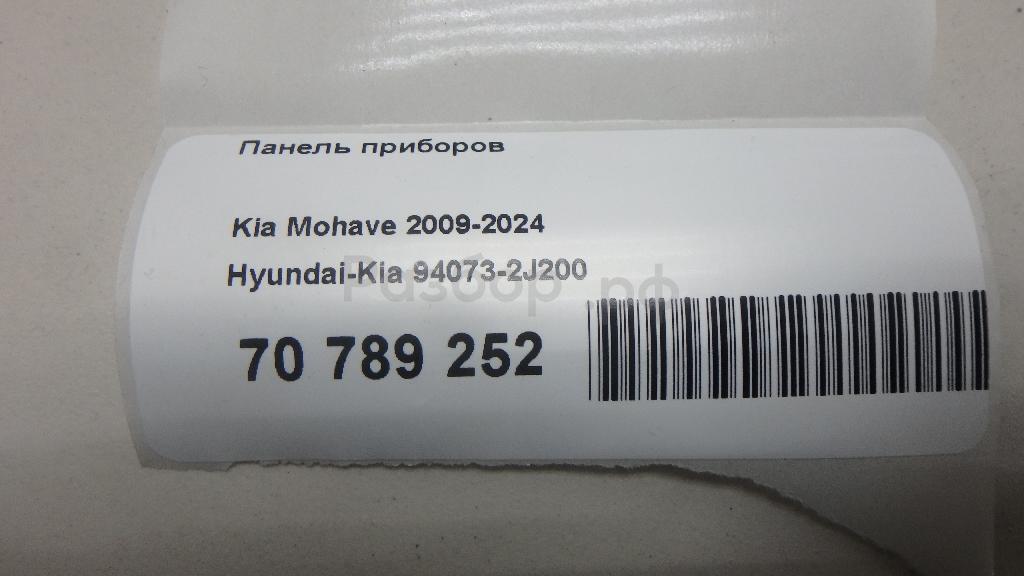 Панель приборов
Kia Mohave 2009-2024
Hyundai-Kia 94073-2J200
Разбор.рф
70 789 252